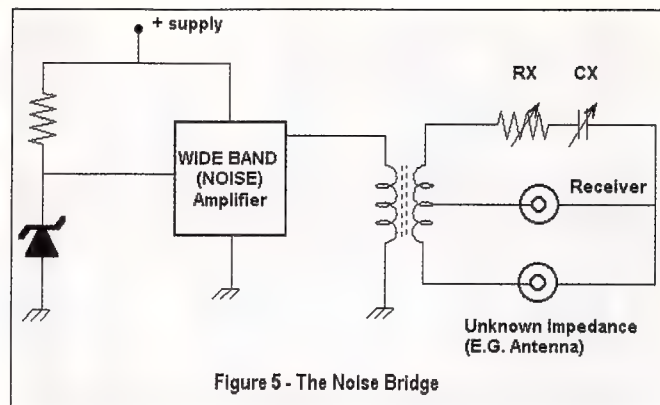 + supply
RX CX
WIDE BAND
(NOISE)
Amplifier
Receiver
Unknown Impedance
(E.G. Antenna)
Figure 5 - The Noise Bridge